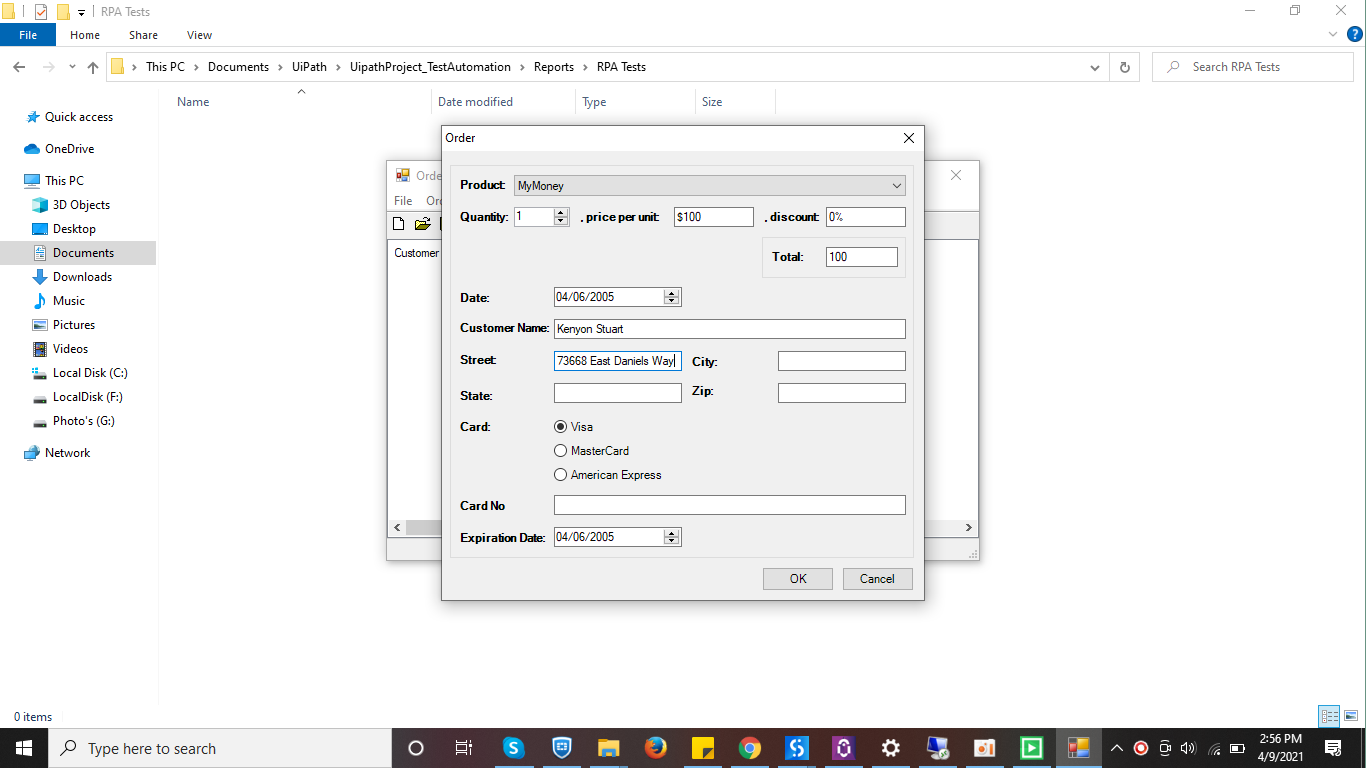 RPA Tests
File Home Share View
This PC Documents UiPath UipathProject_TestAutomation Reports RPA Tests
Search RPA Tests
Name Date modified Type Size
Quick access
OneDrive
This PC
3D Objects
Desktop
Documents
Downloads
Music
Pictures
Videos
Local Disk (C:)
LocalDisk (F:)
Photo's (G:)
Network
File
Customer
Order
Product: MyMoney
Quantity: 1 . price per unit: $100 . discount: 0%
Total: 100
Date: 04/06/2005
Customer Name: Kenyon Stuart
Street: 73668 East Daniels Way City:
State: Zip:
Card: Visa
MasterCard
American Express
Card No
Expiration Date: 04/06/2005
OK Cancel
0 items
Type here to search
2:56 PM
4/9/2021